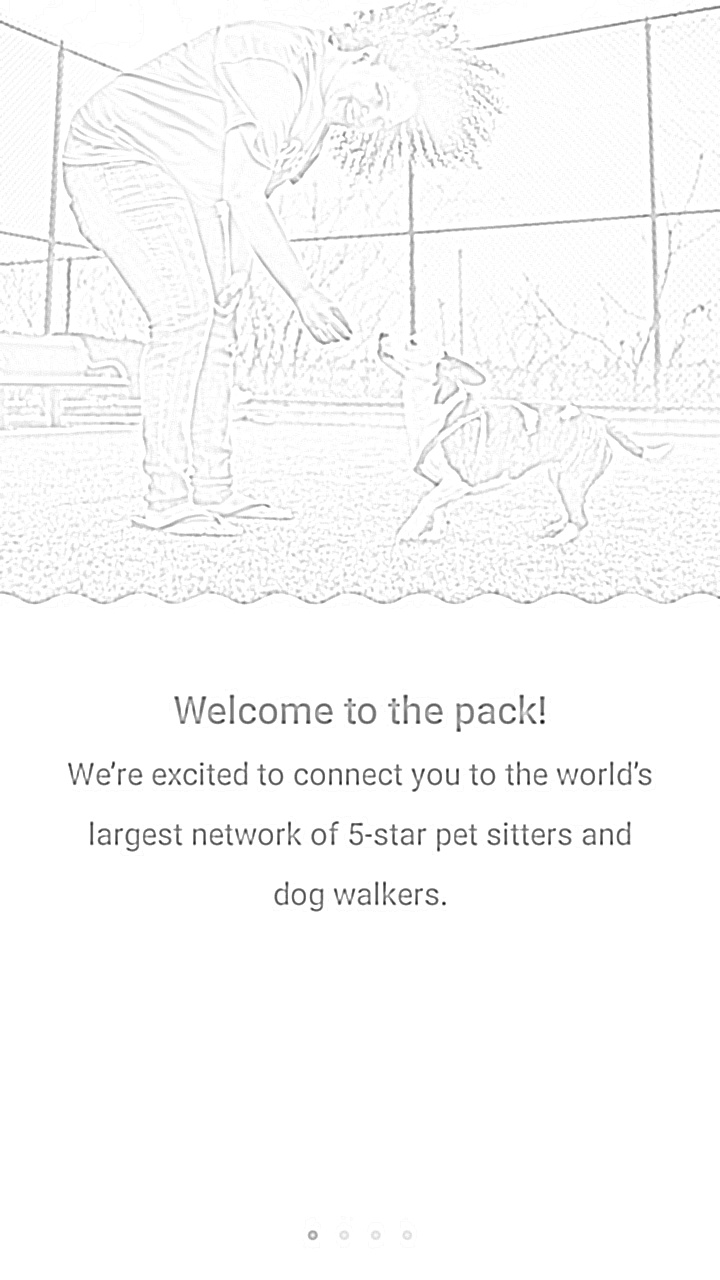 Welcome to the pack!
We're excited to connect you to the world's
largest network of 5-star pet sitters and
dog walkers.